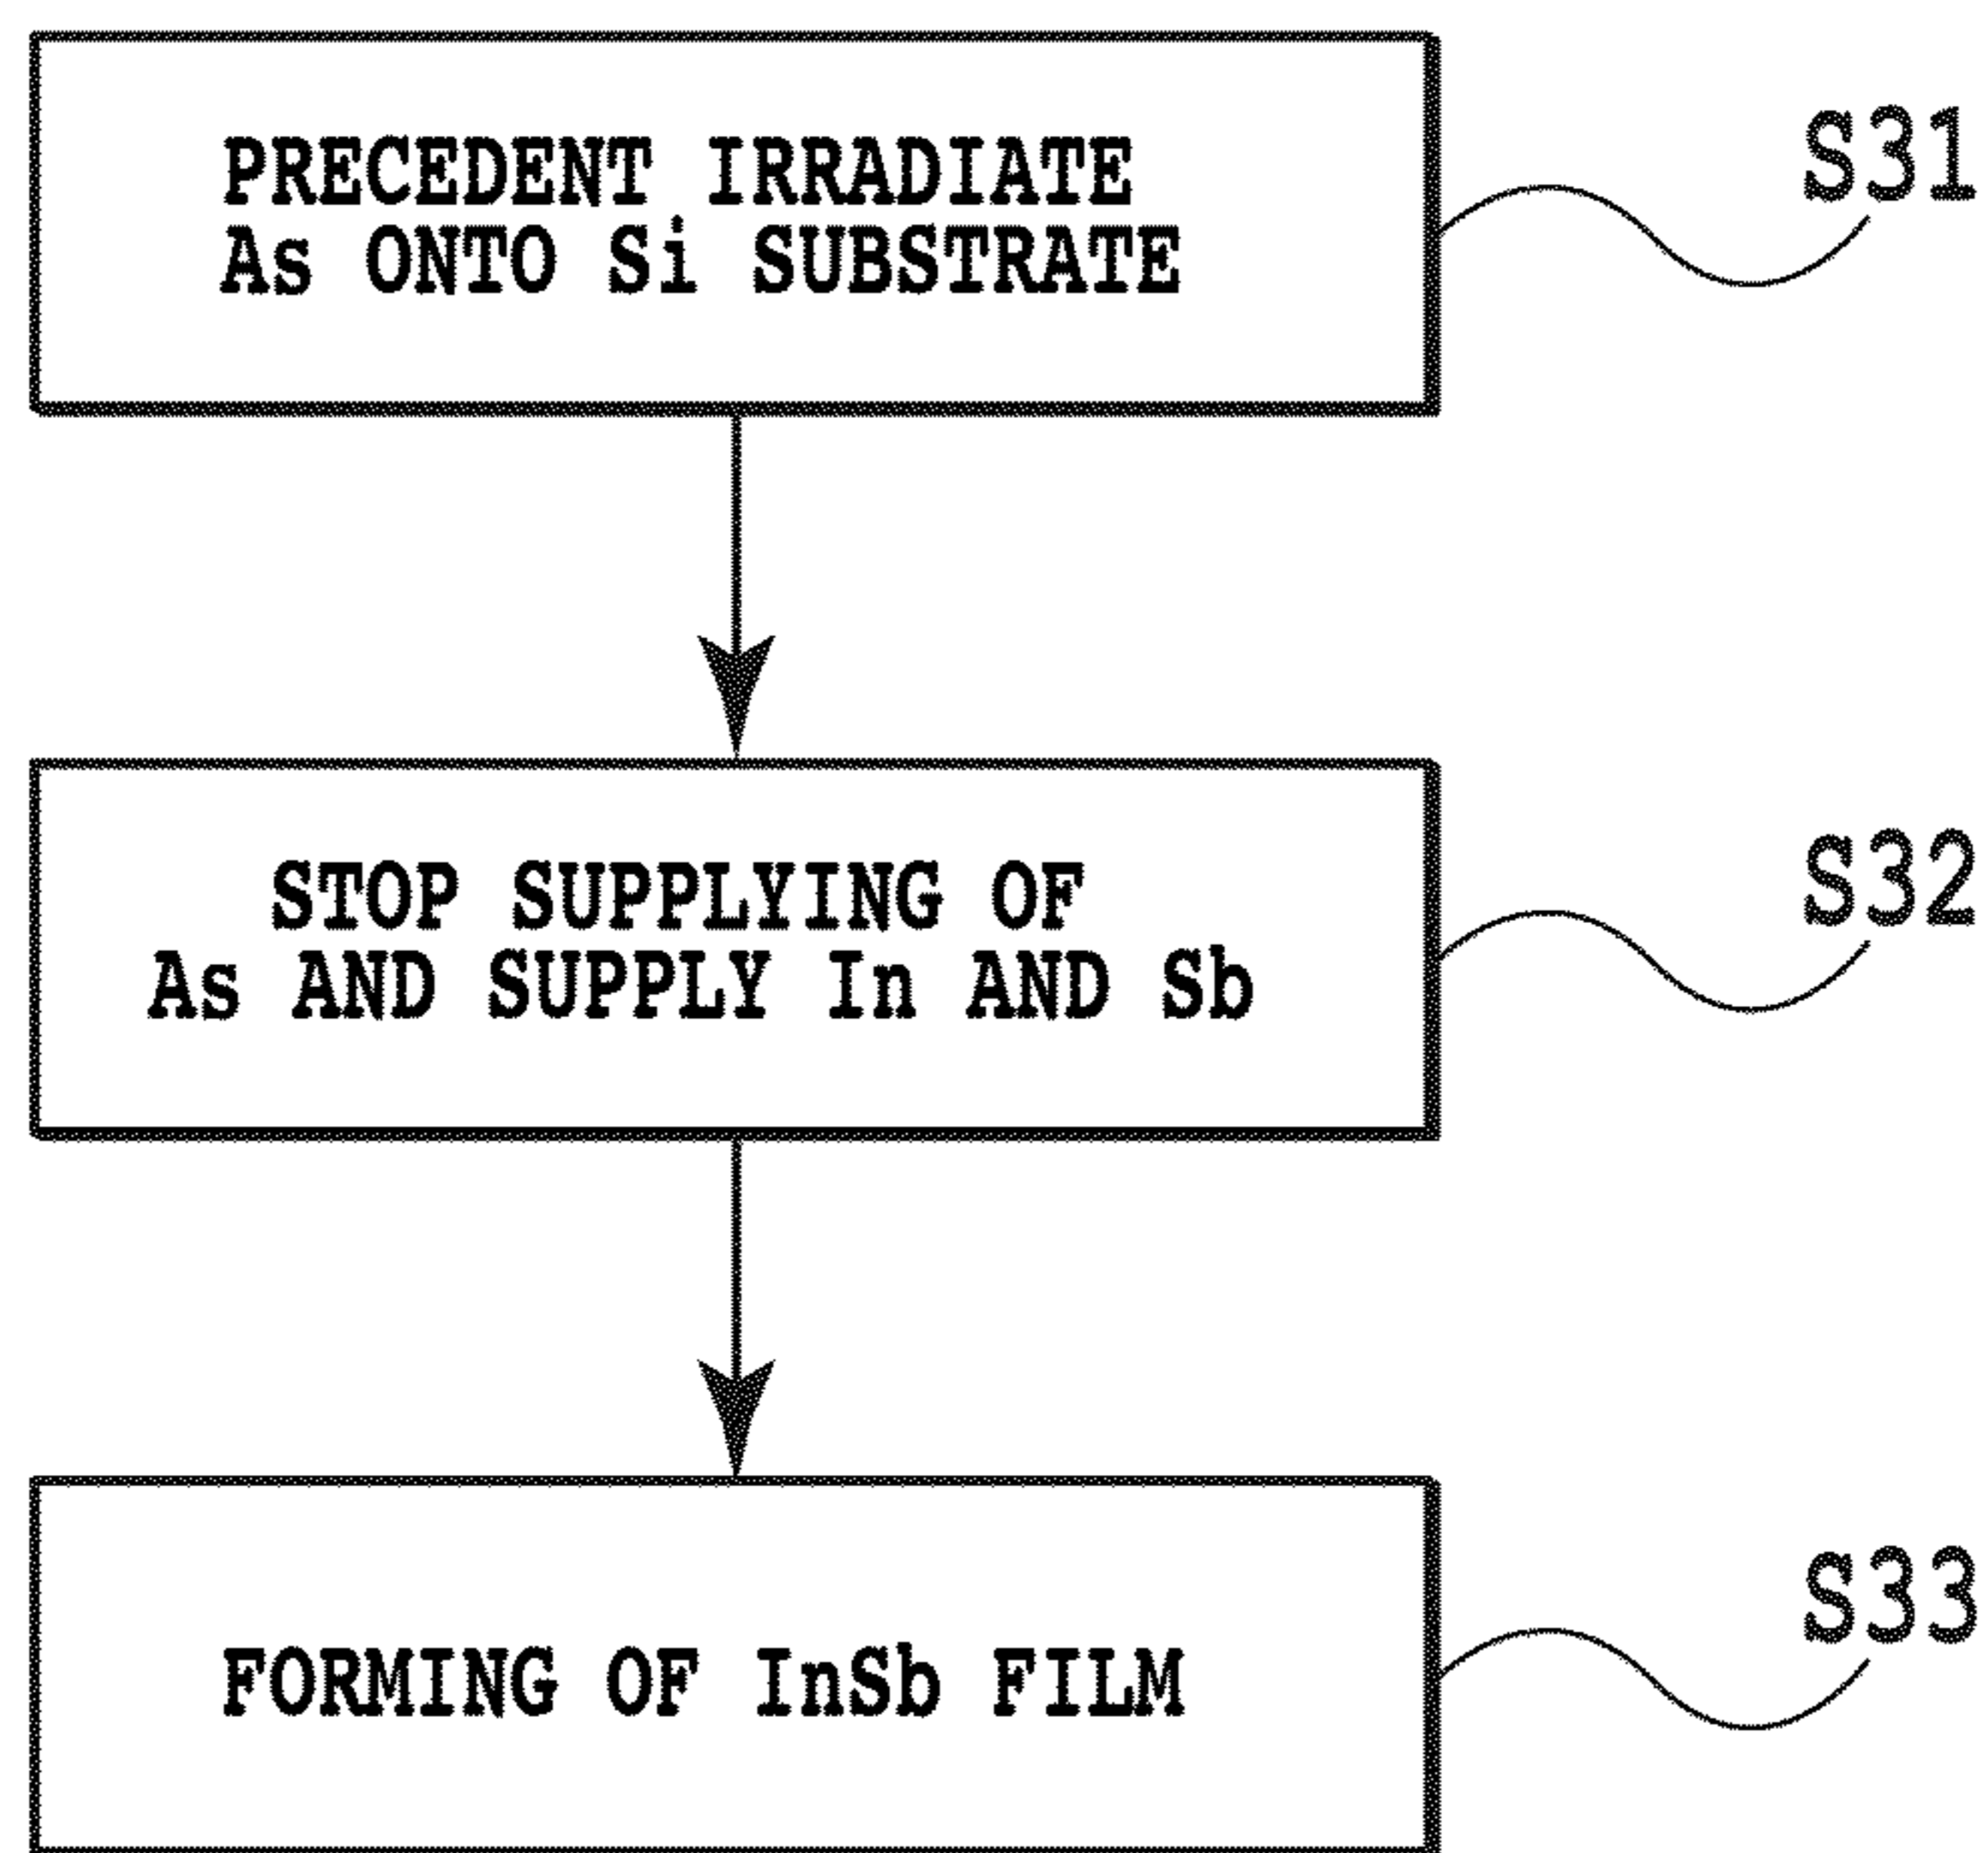 PRECEDENT IRRADIATE
As ONTO Si SUBSTRATE
S31
STOP SUPPLYING OF
As AND SUPPLY In AND Sb
S32
FORMING OF InSb FILM
S33